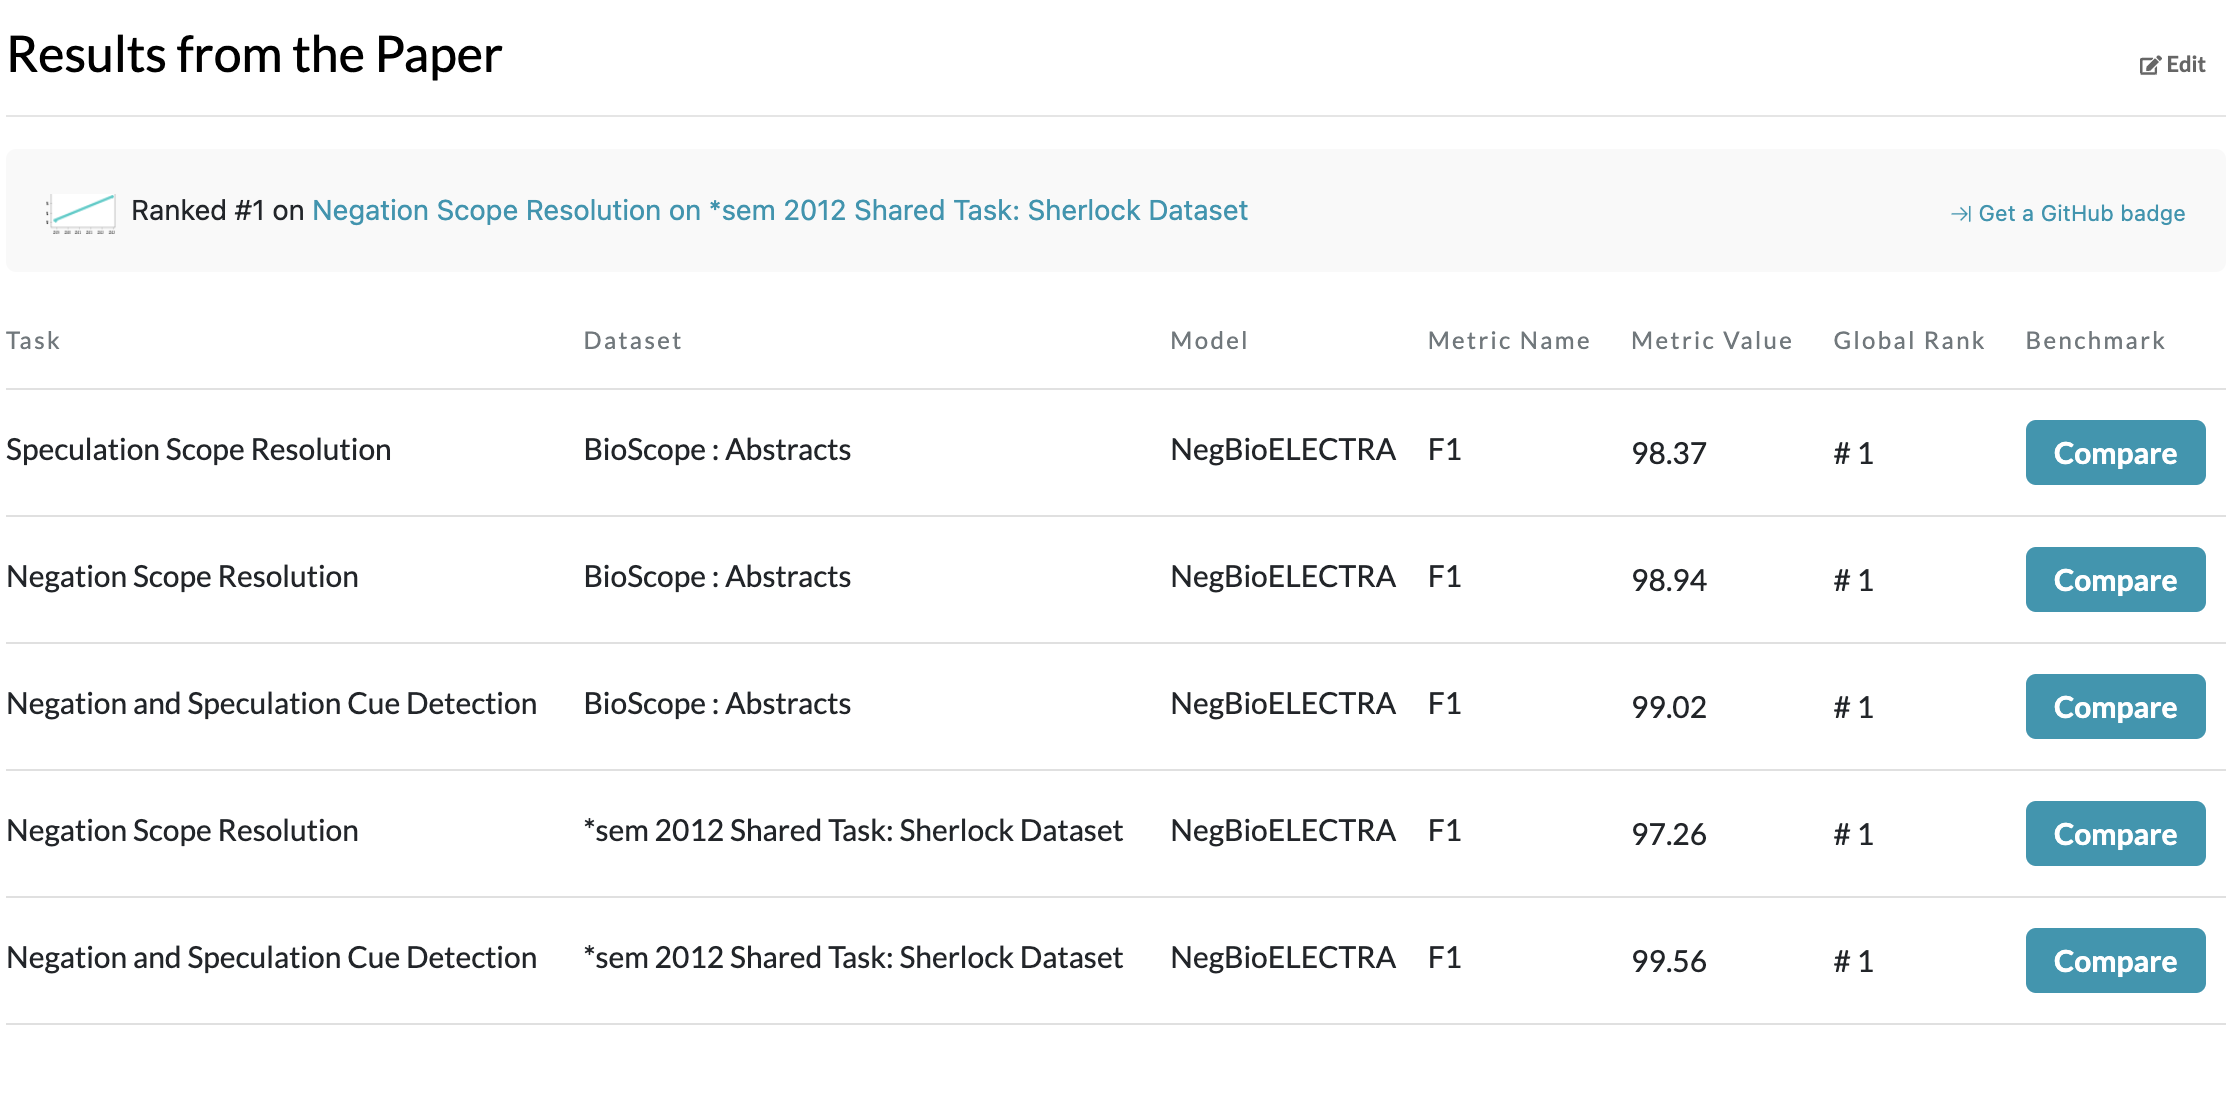 Results from the Paper
Edit
Ranked #1 on Negation Scope Resolution on *sem 2012 Shared Task: Sherlock Dataset
Get a GitHub badge
Task Dataset Model Metric Name Metric Value Global Rank Benchmark
Speculation Scope Resolution BioScope : Abstracts NegBioELECTRA F1 98.37 # 1 Compare
Negation Scope Resolution BioScope : Abstracts NegBioELECTRA F1 98.94 # 1 Compare
Negation and Speculation Cue Detection BioScope : Abstracts NegBioELECTRA F1 99.02 # 1 Compare
Negation Scope Resolution *sem 2012 Shared Task: Sherlock Dataset NegBioELECTRA F1 97.26 # 1 Compare
Negation and Speculation Cue Detection *sem 2012 Shared Task: Sherlock Dataset NegBioELECTRA F1 99.56 # 1 Compare